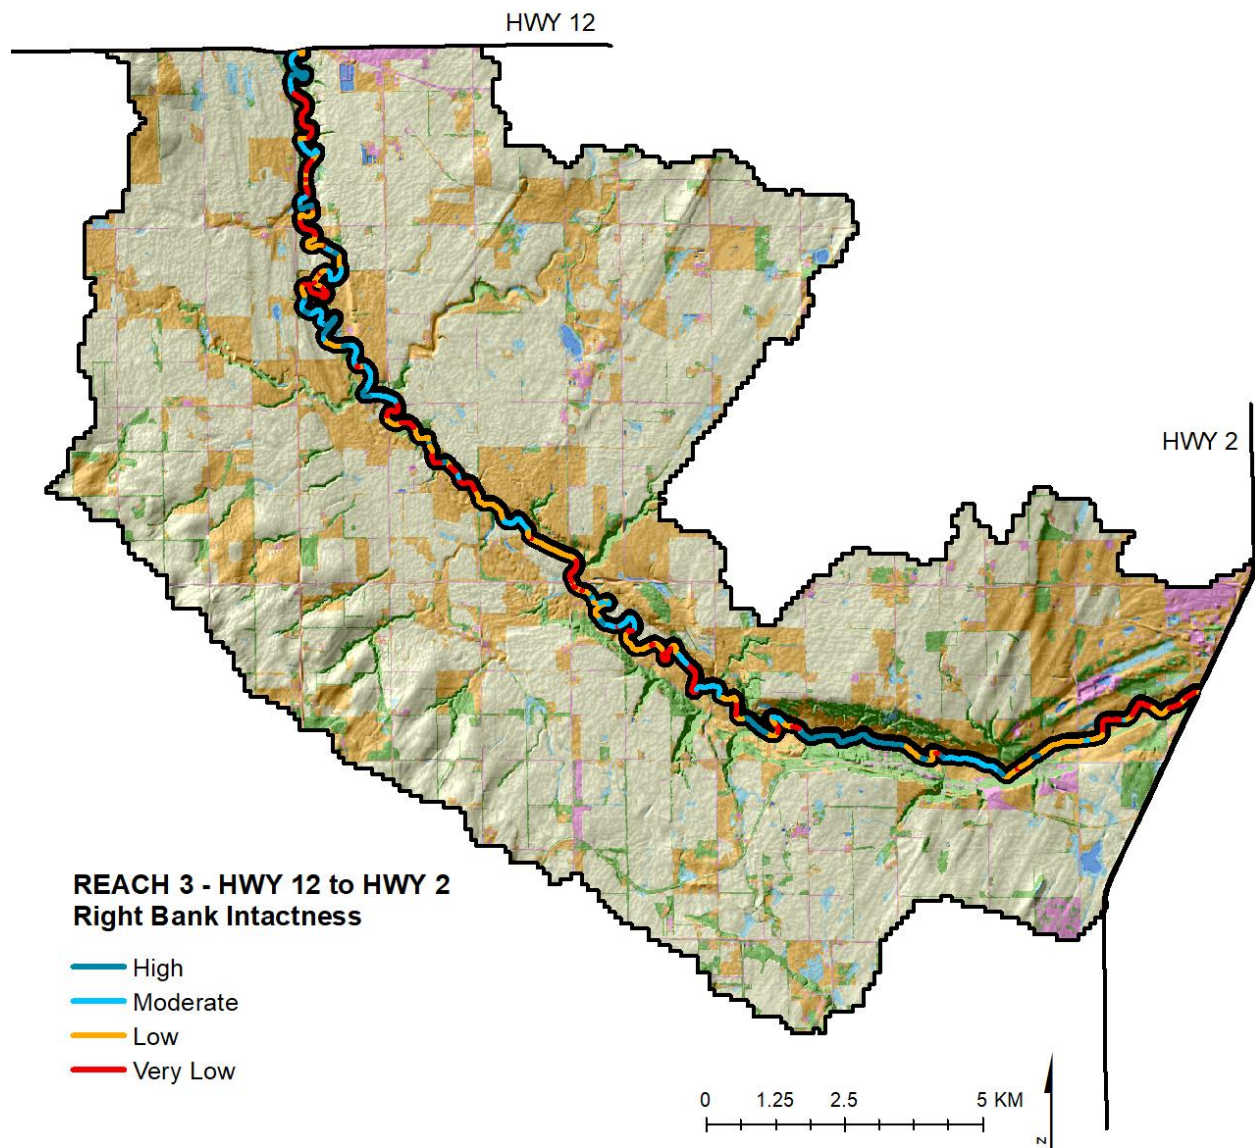 HWY 12
HWY 2
REACH 3 - HWY 12 to HWY 2
Right Bank Intactness
High
Moderate
Low
Very Low
0 1.25 2.5 5 KM
z